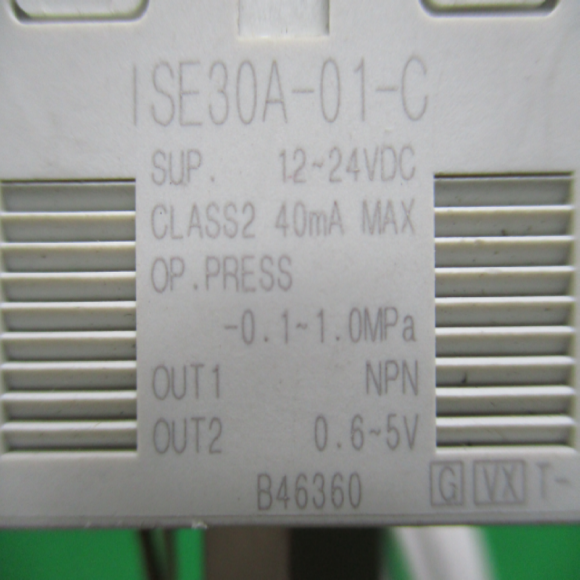 ISE30A-01-C
SUP. 12~24VDC
CLASS2 40mA MAX
OP.PRESS
-0.1~1.0MPa
OUT1 NPN
OUT2 0.6~5V
B46360 G VX T-